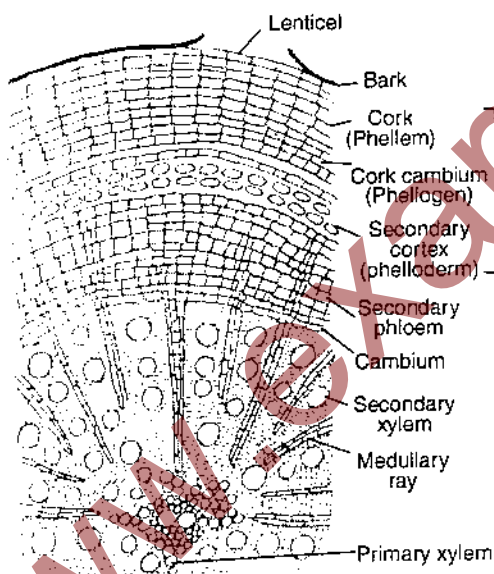 Lenticel
Bark
Cork
(Phellem)
Cork cambium
(Phellogen)
Secondary
cortex
(phelloderm)
Secondary
phloem
Cambium
Secondary
xylem
Medullary
ray
Primary xylem